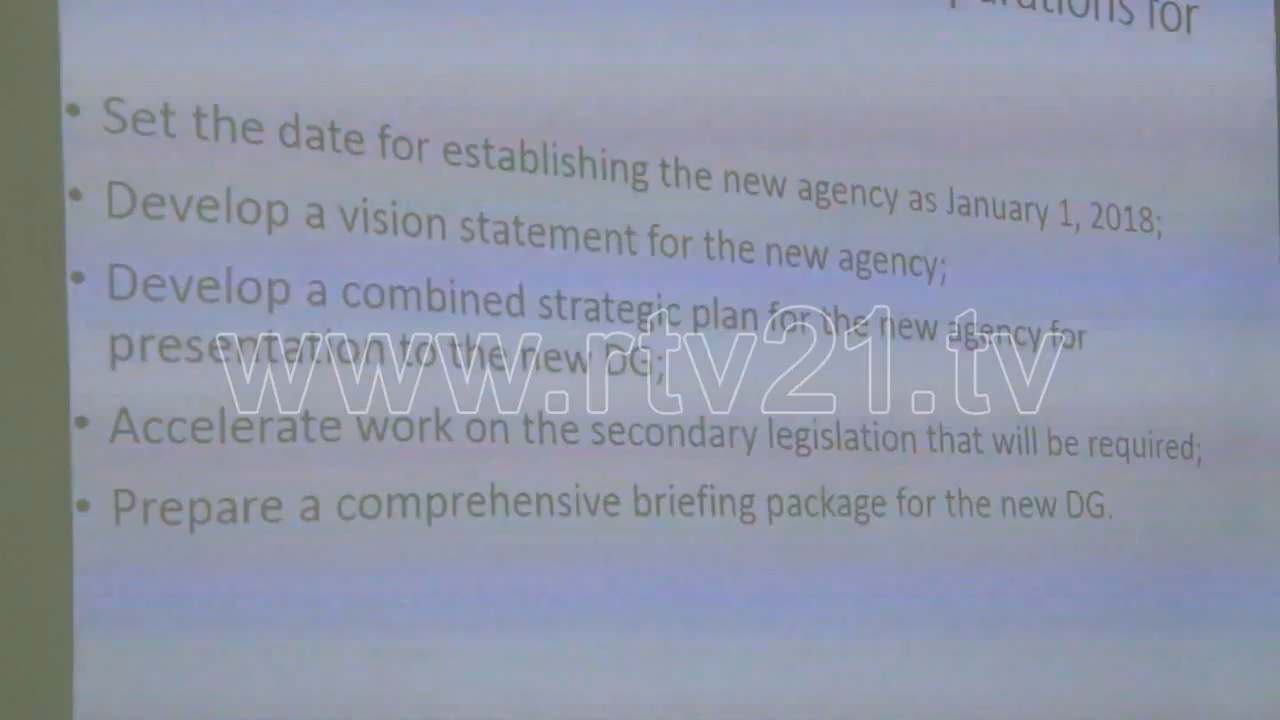 for
• Set the date for establishing the new agency as January 1, 2018;
• Develop a vision statement for the new agency;
• Develop a combined strategic plan for the new agency for
presentation to the new DG;
www.rtv21.tv
• Accelerate work on the secondary legislation that will be required;
• Prepare a comprehensive briefing package for the new DG.